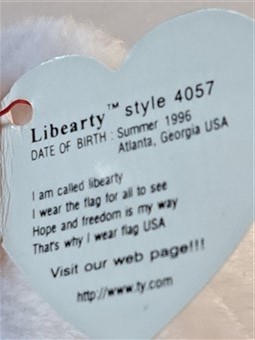 Libearty™ style 4057
DATE OF BIRTH : Summer 1996
Atlanta, Georgia USA
I am called libearty
I wear the flag for all to see
Hope and freedom is my way
That's why I wear flag USA
Visit our web page!!!
http://www.ty.com